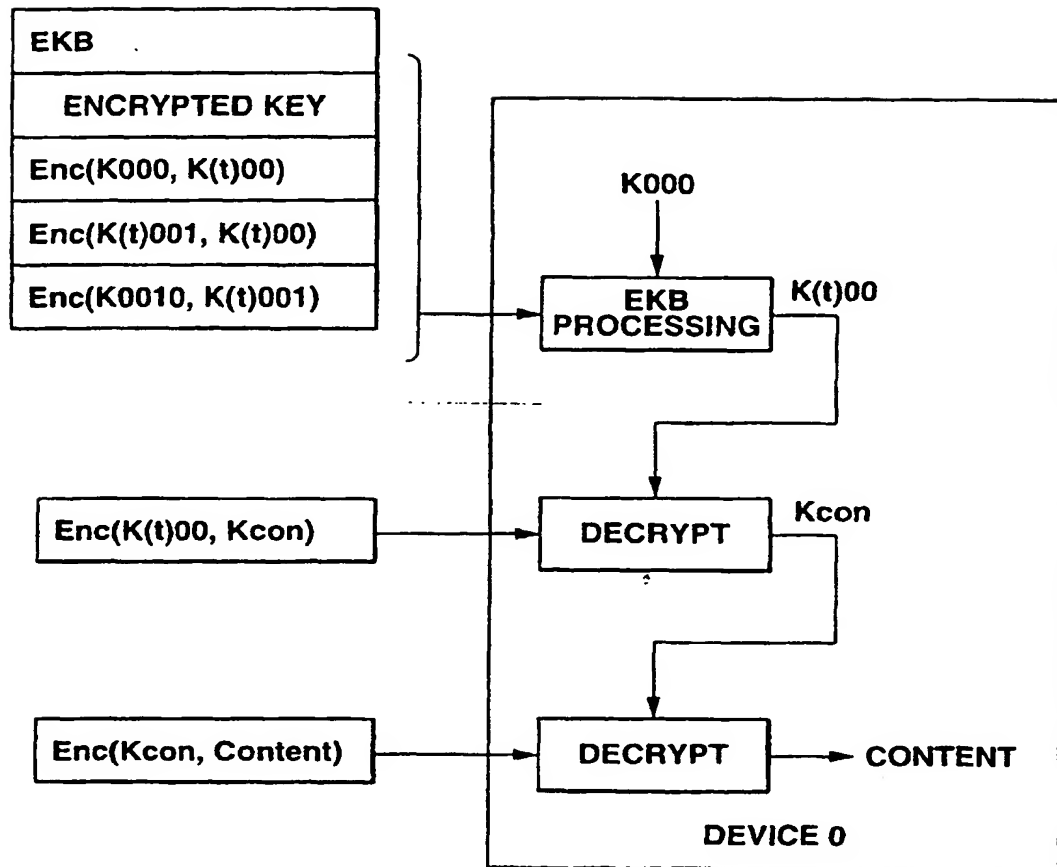 EKB
ENCRYPTED KEY
Enc(K000, K(t)00)
Enc(K(t)001, K(t)00)
Enc(K0010, K(t)001)
K000
EKB
PROCESSING
K(t)00
Enc(K(t)00, Kcon)
DECRYPT
Kcon
Enc(Kcon, Content)
DECRYPT
CONTENT
DEVICE 0